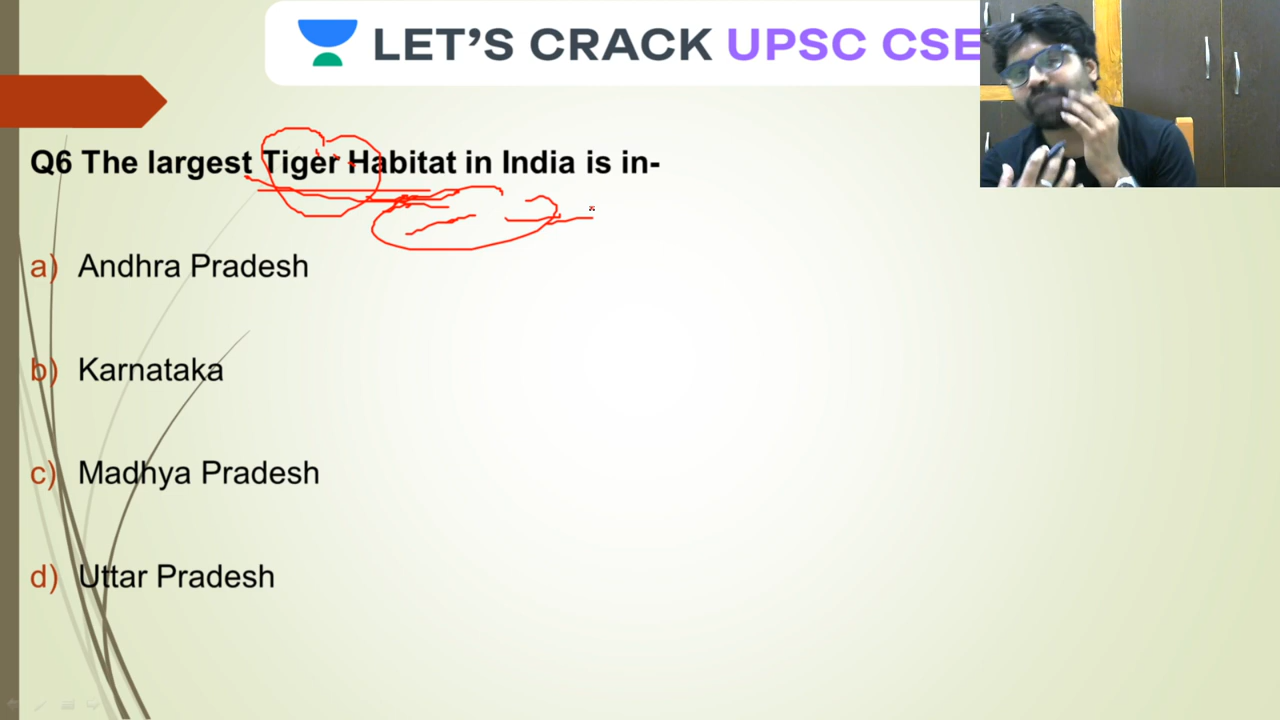 LET'S CRACK UPSC CSE
Q6 The largest Tiger Habitat in India is in-
a) Andhra Pradesh
b) Karnataka
c) Madhya Pradesh
d) Uttar Pradesh